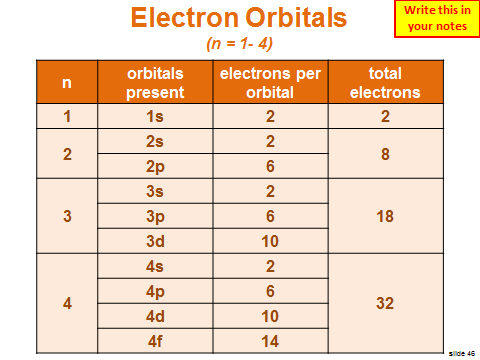 Electron Orbitals
(n = 1- 4)
Write this in
your notes
n orbitals present electrons per orbital total electrons
1 1s 2 2
2 2s 2 8
2p 6
3 3s 2 18
3p 6
3d 10
4 4s 2 32
4p 6
4d 10
4f 14
slide 46